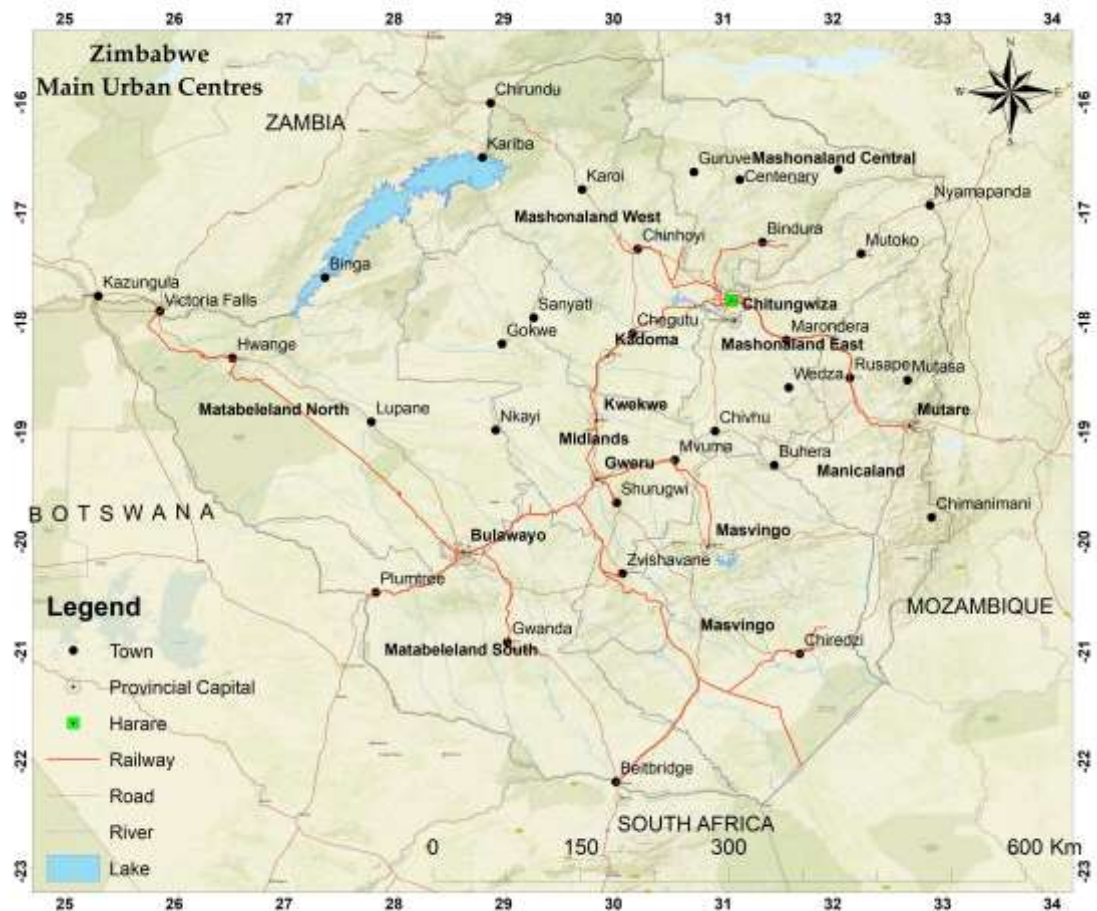 25 26 27 28 29 30 31 32 33 34
Zimbabwe
Main Urban Centres
N
W E
S
-16 -16
Chirundu
ZAMBIA
Kariba
Guruve Mashonaland Central
Karoi
Centenary
Nyamapanda
-17 -17
Mashonaland West
Chinhoyi
Bindura
Mutoko
Binga
Kazungula
Victoria Falls
Sanyati
Chitungwiza
-18 -18
Gokwe
Chegutu
Kadoma
Marondera
Mashonaland East
Hwange
Wedza
Rusape
Mutasa
Matabeleland North
Lupane
Nkayi
Kwekwe
Chivhu
Mutare
-19 -19
Midlands
Mvuma
Buhera
Gweru
Manicaland
Shurugwi
Chimanimani
BOTSWANA
Bulawayo
Masvingo
-20 -20
Zvishavane
Plumtree
MOZAMBIQUE
Legend
Gwanda
Masvingo
Chiredzi
Matabeleland South
-21 -21
Town
Provincial Capital
Harare
Railway
-22 -22
Beitbridge
Road
River
SOUTH AFRICA
0 150 300 600 Km
Lake
-23 -23
25 26 27 28 29 30 31 32 33 34